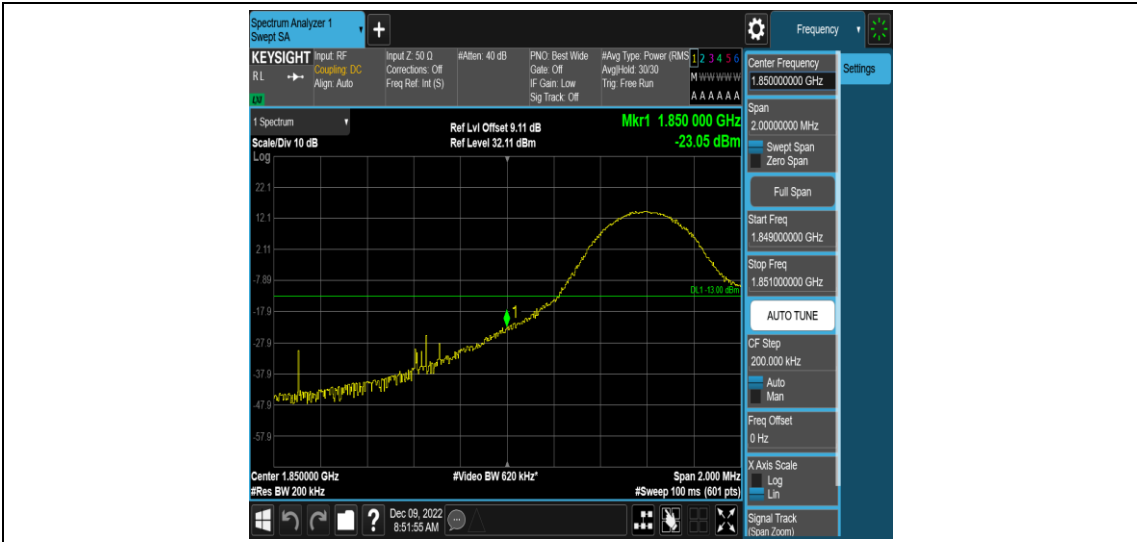 Spectrum Analyzer 1
Swept SA
+
Frequency
KEYSIGHT
RL
LXI
Input: RF
Coupling: DC
Align: Auto
Input Z: 50 Ω
Corrections: Off
Freq Ref: Int (S)
#Atten: 40 dB
PNO: Best Wide
Gate: Off
IF Gain: Low
Sig Track: Off
#Avg Type: Power (RMS
Avg|Hold: 30/30
Trig: Free Run
1 2 3 4 5 6
M W W W W W
A A A A A A
1 Spectrum
Scale/Div 10 dB
Ref Lvl Offset 9.11 dB
Ref Level 32.11 dBm
Mkr1 1.850 000 GHz
-23.05 dBm
Log
22.1
12.1
2.11
-7.89
-17.9
-27.9
-37.9
-47.9
-57.9
DL1 -13.00 dBm
1
Center 1.850000 GHz
#Res BW 200 kHz
#Video BW 620 kHz*
Span 2.000 MHz
#Sweep 100 ms (601 pts)
Center Frequency
1.850000000 GHz
Settings
Span
2.00000000 MHz
Swept Span
Zero Span
Full Span
Start Freq
1.849000000 GHz
Stop Freq
1.851000000 GHz
AUTO TUNE
CF Step
200.000 kHz
Auto
Man
Freq Offset
0 Hz
X Axis Scale
Log
Lin
Signal Track
(Span Zoom)
?
Dec 09, 2022
8:51:55 AM